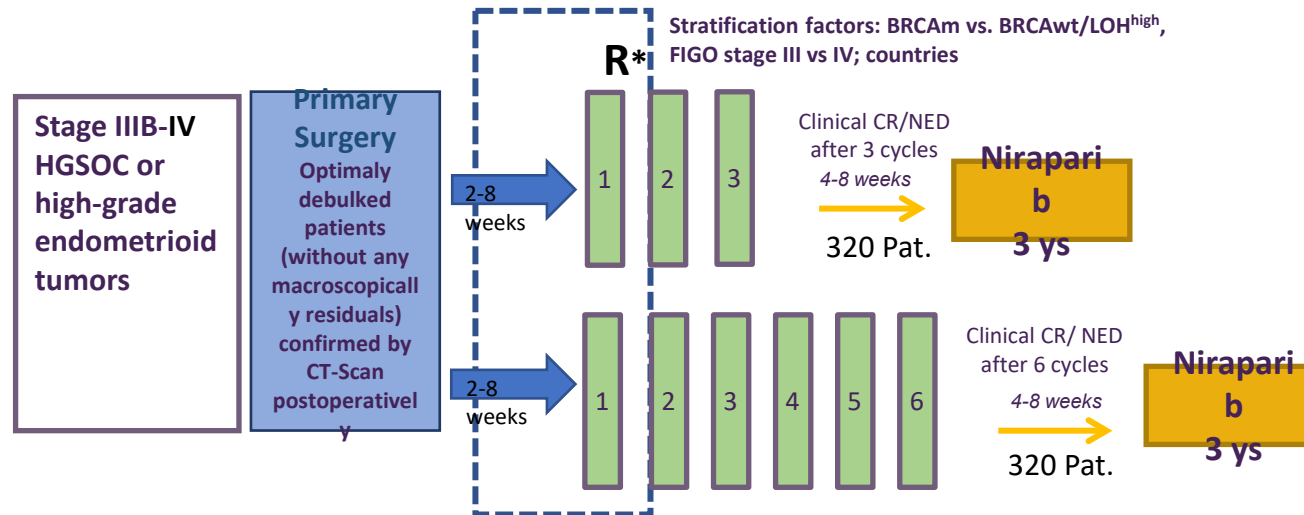 Stratification factors: BRCAm vs. BRCAwt/LOHhigh,
FIGO stage III vs IV; countries
R*
Stage IIIB-IV
HGSOC or
high-grade
endometrioid
tumors
Primary
Surgery
Optimaly
debulked
patients
(without any
macroscopicall
y residuals)
confirmed by
CT-Scan
postoperativel
y
2-8
weeks
1
2
3
Clinical CR/NED
after 3 cycles
4-8 weeks
320 Pat.
Nirapari
b
3 ys
2-8
weeks
1
2
3
4
5
6
Clinical CR/ NED
after 6 cycles
4-8 weeks
320 Pat.
Nirapari
b
3 ys